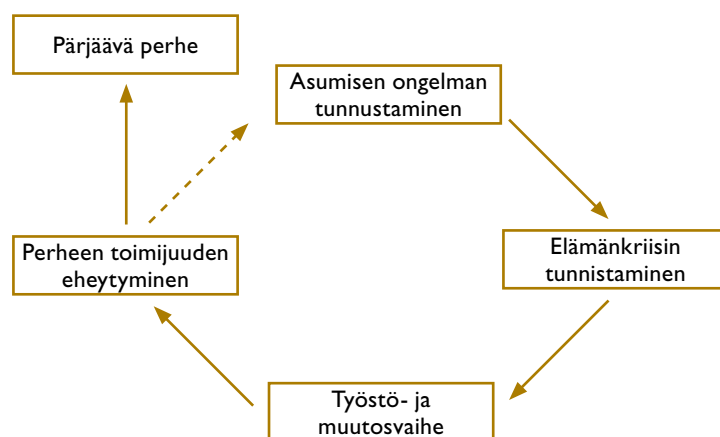 Pärjäävä perhe
Asumisen ongelman
tunnustaminen
Elämänkriisin
tunnistaminen
Työstö- ja
muutosvaihe
Perheen toimijuuden
eheytyminen